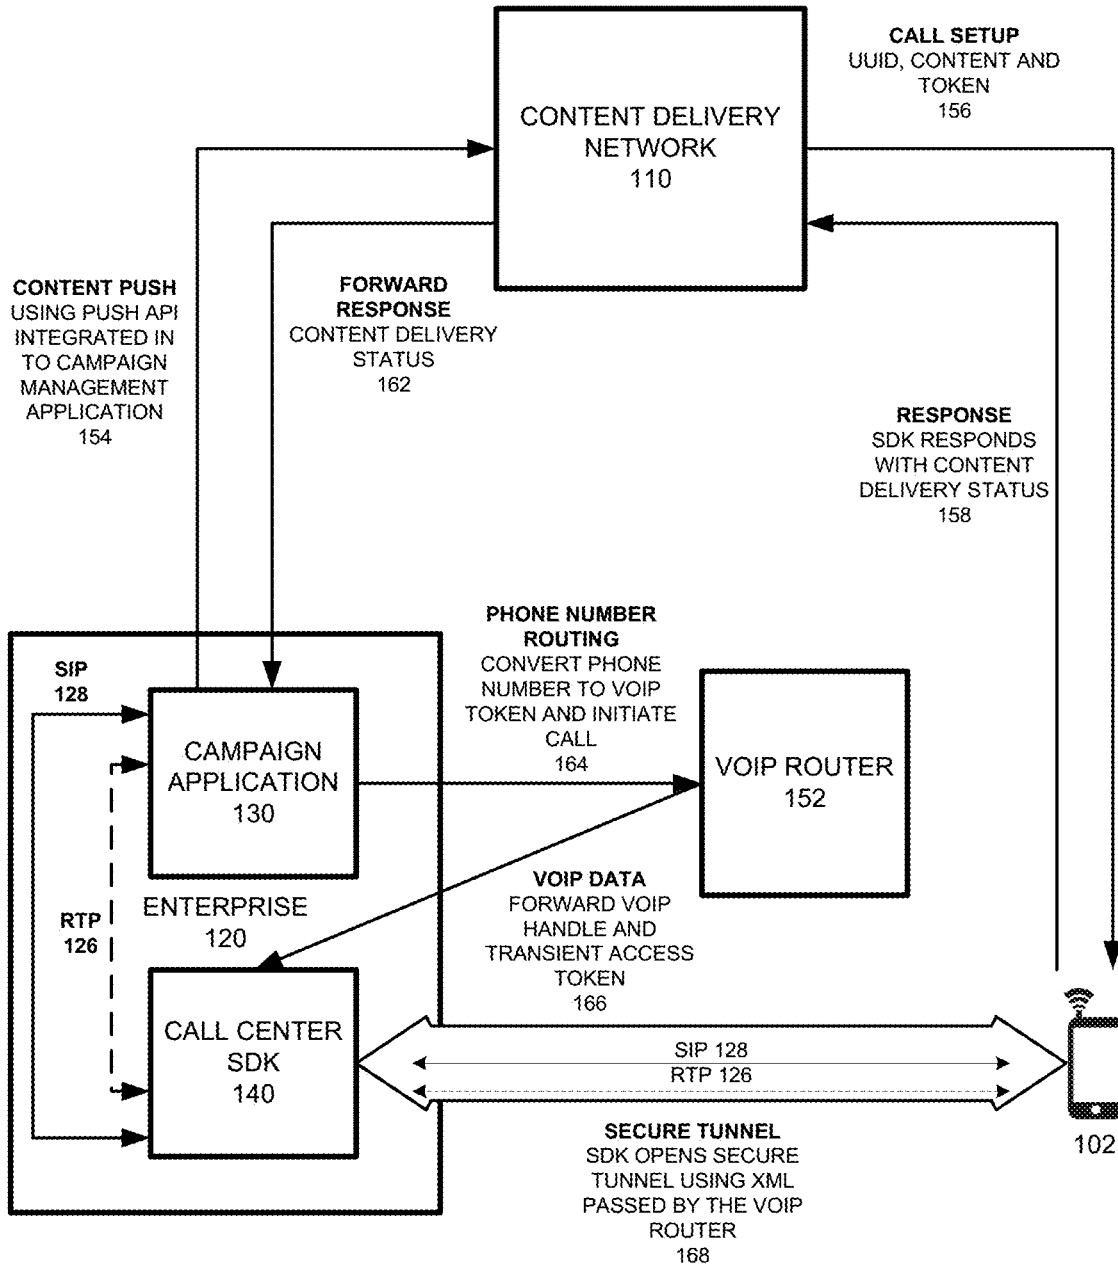 CALL SETUP
UUID, CONTENT AND
TOKEN
156
CONTENT DELIVERY
NETWORK
110
CONTENT PUSH
USING PUSH API
INTEGRATED IN
TO CAMPAIGN
MANAGEMENT
APPLICATION
154
FORWARD
RESPONSE
CONTENT DELIVERY
STATUS
162
RESPONSE
SDK RESPONDS
WITH CONTENT
DELIVERY STATUS
158
PHONE NUMBER
ROUTING
CONVERT PHONE
NUMBER TO VOIP
TOKEN AND INITIATE
CALL
164
SIP
128
CAMPAIGN
APPLICATION
130
VOIP ROUTER
152
RTP
126
ENTERPRISE
120
VOIP DATA
FORWARD VOIP
HANDLE AND
TRANSIENT ACCESS
TOKEN
166
CALL CENTER
SDK
140
SIP 128
RTP 126
102
SECURE TUNNEL
SDK OPENS SECURE
TUNNEL USING XML
PASSED BY THE VOIP
ROUTER
168